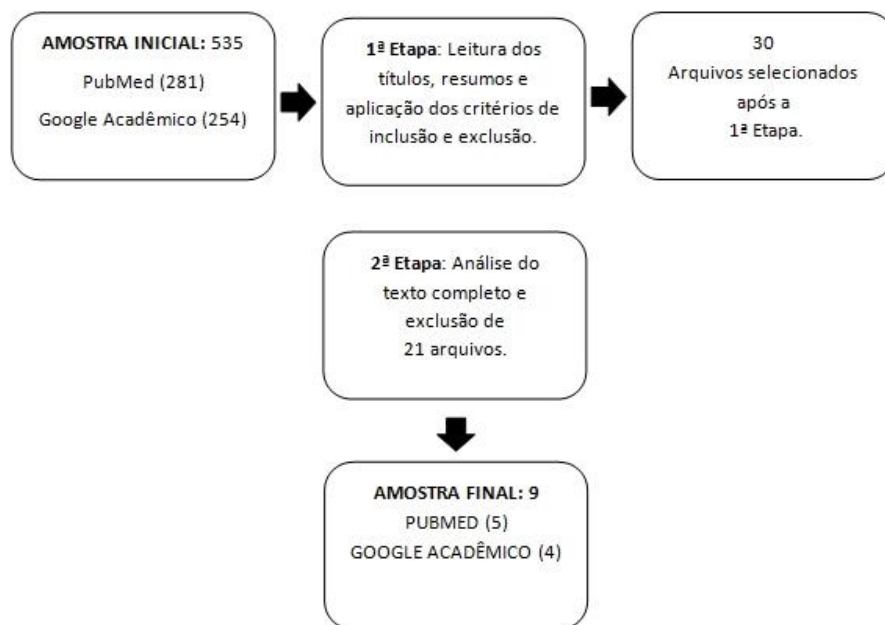 AMOSTRA INICIAL: 535
PubMed (281)
Google Acadêmico (254)
1ª Etapa: Leitura dos
títulos, resumos e
aplicação dos critérios de
inclusão e exclusão.
30
Arquivos selecionados
após a
1ª Etapa.
2ª Etapa: Análise do
texto completo e
exclusão de
21 arquivos.
AMOSTRA FINAL: 9
PUBMED (5)
GOOGLE ACADÊMICO (4)